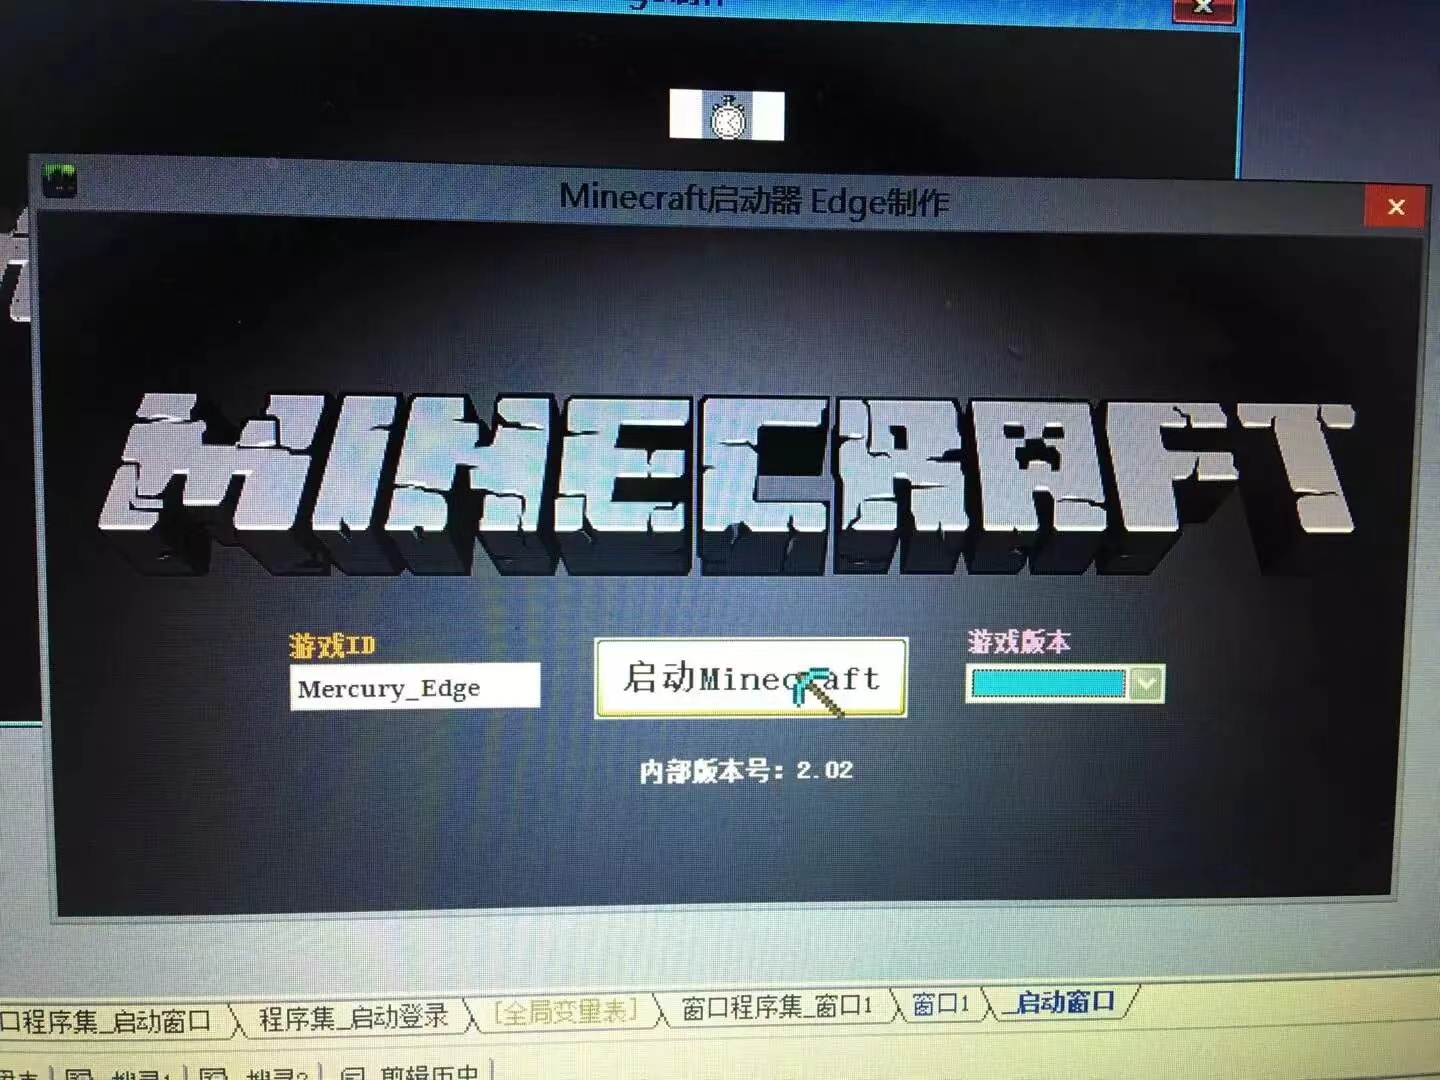 制作
Minecraft启动器 Edge制作
MINECRAFT
游戏ID
游戏版本
Mercury_Edge
启动Minecraft
内部版本号：2.02
口程序集_启动窗口
程序集_启动登录
[全局变量表]
窗口程序集_窗口1
窗口1
_启动窗口
剪辑历史